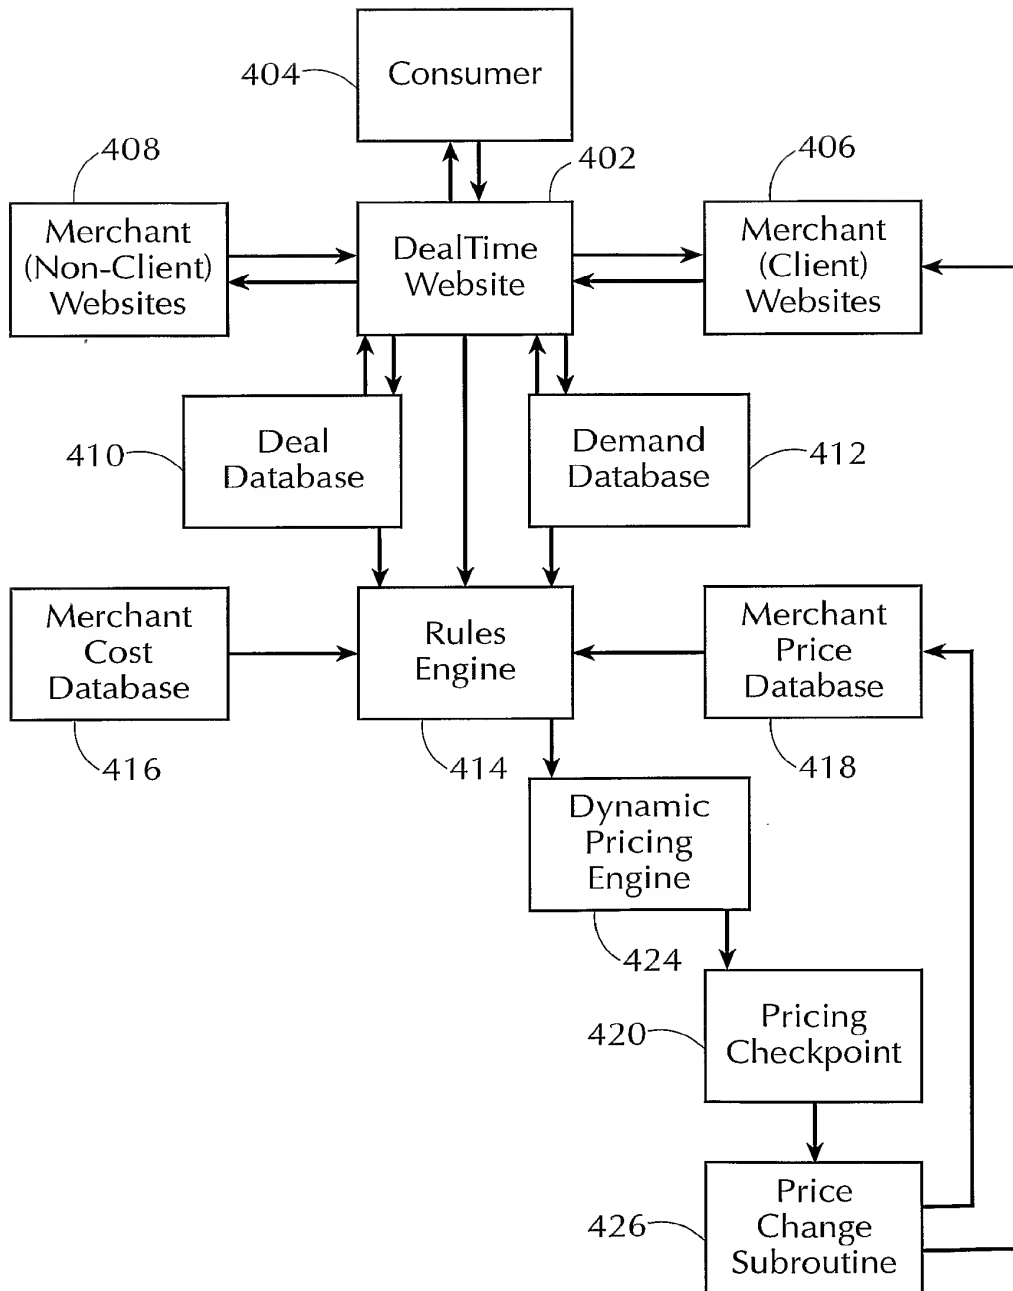 404
Consumer
408
402
406
Merchant
(Non-Client)
Websites
DealTime
Website
Merchant
(Client)
Websites
410
Deal
Database
Demand
Database
412
Merchant
Cost
Database
Rules
Engine
Merchant
Price
Database
416
414
418
Dynamic
Pricing
Engine
424
420
Pricing
Checkpoint
426
Price
Change
Subroutine